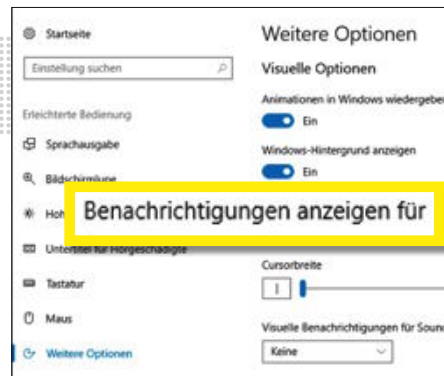 Startseite
Einstellung suchen
Erleichterte Bedienung
Sprachausgabe
Bildschirmlupe
Untertitel für Hörgeschädigte
Tastatur
Maus
Weitere Optionen
Weitere Optionen
Visuelle Optionen
Animationen in Windows wiedergeben
Ein
Windows-Hintergrund anzeigen
Ein
Benachrichtigungen anzeigen für
Cursorbreite
Visuelle Benachrichtigungen für Soun
Keine